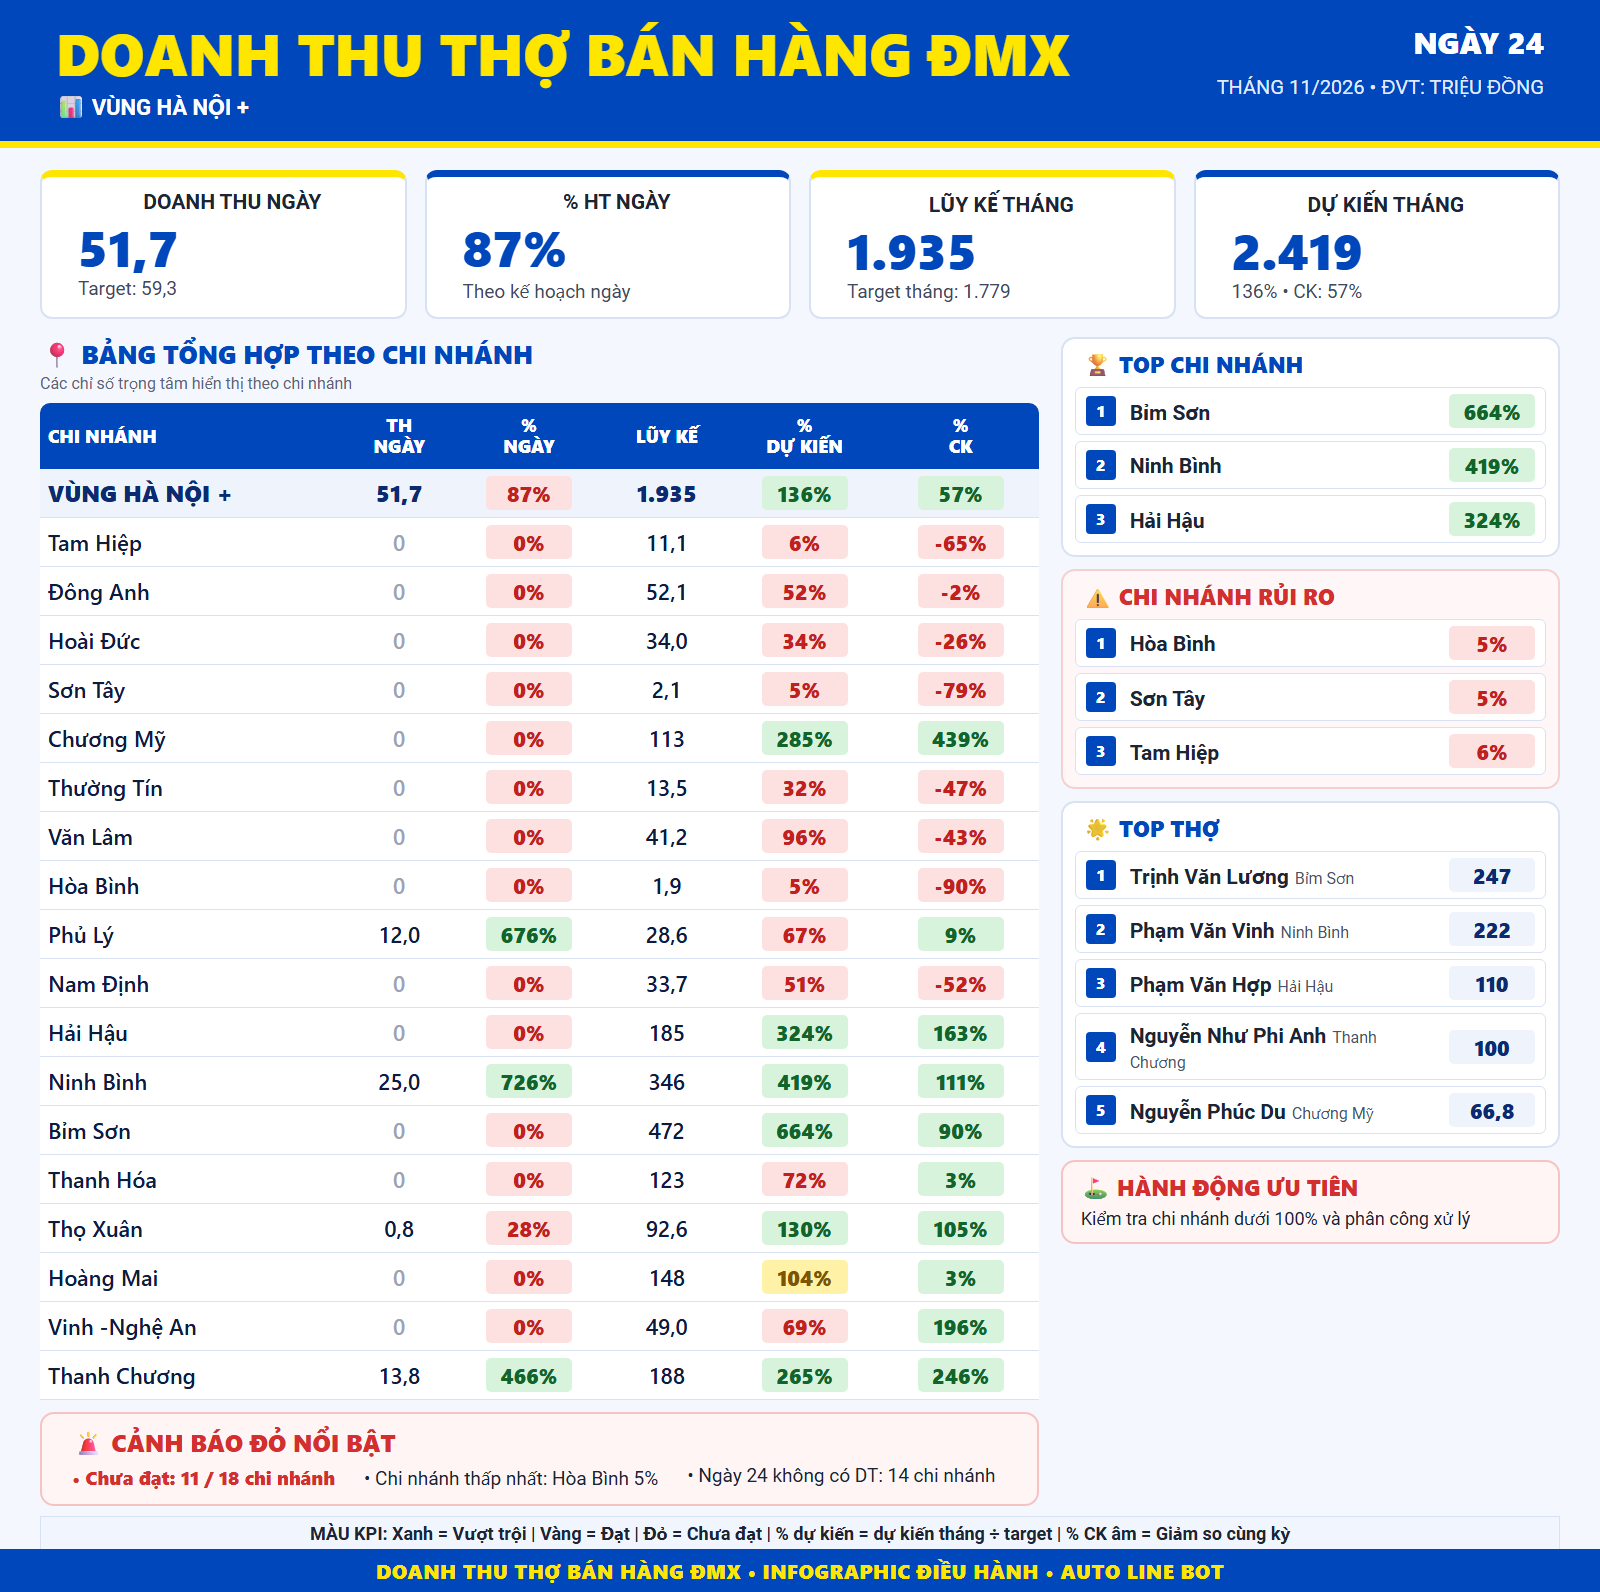 DOANH THU THỢ BÁN HÀNG ĐMX
VÙNG HÀ NỘI +
NGÀY 24
THÁNG 11/2026 • ĐVT: TRIỆU ĐỒNG
DOANH THU NGÀY
51,7
Target: 59,3
% HT NGÀY
87%
Theo kế hoạch ngày
LŨY KẾ THÁNG
1.935
Target tháng: 1.779
DỰ KIẾN THÁNG
2.419
136% • CK: 57%
BẢNG TỔNG HỢP THEO CHI NHÁNH
Các chỉ số trọng tâm hiển thị theo chi nhánh
CHI NHÁNH TH NGÀY % NGÀY LŨY KẾ % DỰ KIẾN % CK
VÙNG HÀ NỘI + 51,7 87% 1.935 136% 57%
Tam Hiệp 0 0% 11,1 6% -65%
Đông Anh 0 0% 52,1 52% -2%
Hoài Đức 0 0% 34,0 34% -26%
Sơn Tây 0 0% 2,1 5% -79%
Chương Mỹ 0 0% 113 285% 439%
Thường Tín 0 0% 13,5 32% -47%
Văn Lâm 0 0% 41,2 96% -43%
Hòa Bình 0 0% 1,9 5% -90%
Phủ Lý 12,0 676% 28,6 67% 9%
Nam Định 0 0% 33,7 51% -52%
Hải Hậu 0 0% 185 324% 163%
Ninh Bình 25,0 726% 346 419% 111%
Bỉm Sơn 0 0% 472 664% 90%
Thanh Hóa 0 0% 123 72% 3%
Thọ Xuân 0,8 28% 92,6 130% 105%
Hoàng Mai 0 0% 148 104% 3%
Vinh -Nghệ An 0 0% 49,0 69% 196%
Thanh Chương 13,8 466% 188 265% 246%
CẢNH BÁO ĐỎ NỔI BẬT
• Chưa đạt: 11 / 18 chi nhánh • Chi nhánh thấp nhất: Hòa Bình 5% • Ngày 24 không có DT: 14 chi nhánh
TOP CHI NHÁNH
1 Bỉm Sơn 664%
2 Ninh Bình 419%
3 Hải Hậu 324%
CHI NHÁNH RỦI RO
1 Hòa Bình 5%
2 Sơn Tây 5%
3 Tam Hiệp 6%
TOP THỢ
1 Trịnh Văn Lương Bỉm Sơn 247
2 Phạm Văn Vinh Ninh Bình 222
3 Phạm Văn Hợp Hải Hậu 110
4 Nguyễn Như Phi Anh Thanh Chương 100
5 Nguyễn Phúc Du Chương Mỹ 66,8
HÀNH ĐỘNG ƯU TIÊN
Kiểm tra chi nhánh dưới 100% và phân công xử lý
MÀU KPI: Xanh = Vượt trội | Vàng = Đạt | Đỏ = Chưa đạt | % dự kiến = dự kiến tháng ÷ target | % CK âm = Giảm so cùng kỳ
DOANH THU THỢ BÁN HÀNG ĐMX • INFOGRAPHIC ĐIỀU HÀNH • AUTO LINE BOT